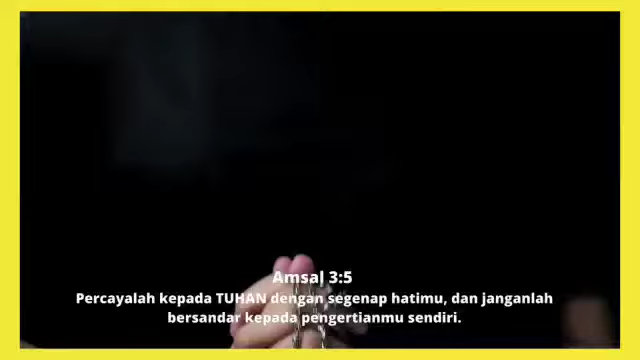 Amsal 3:5
Percayalah kepada TUHAN dengan segenap hatimu, dan janganlah
bersandar kepada pengertianmu sendiri.